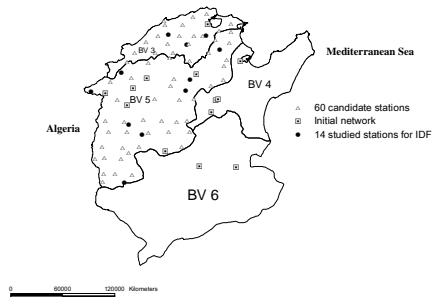 BV 3
Mediterranean Sea
BV 4
BV 5
60 candidate stations
Initial network
14 studied stations for IDF
Algeria
BV 6
0 60000 120000 Kilometers